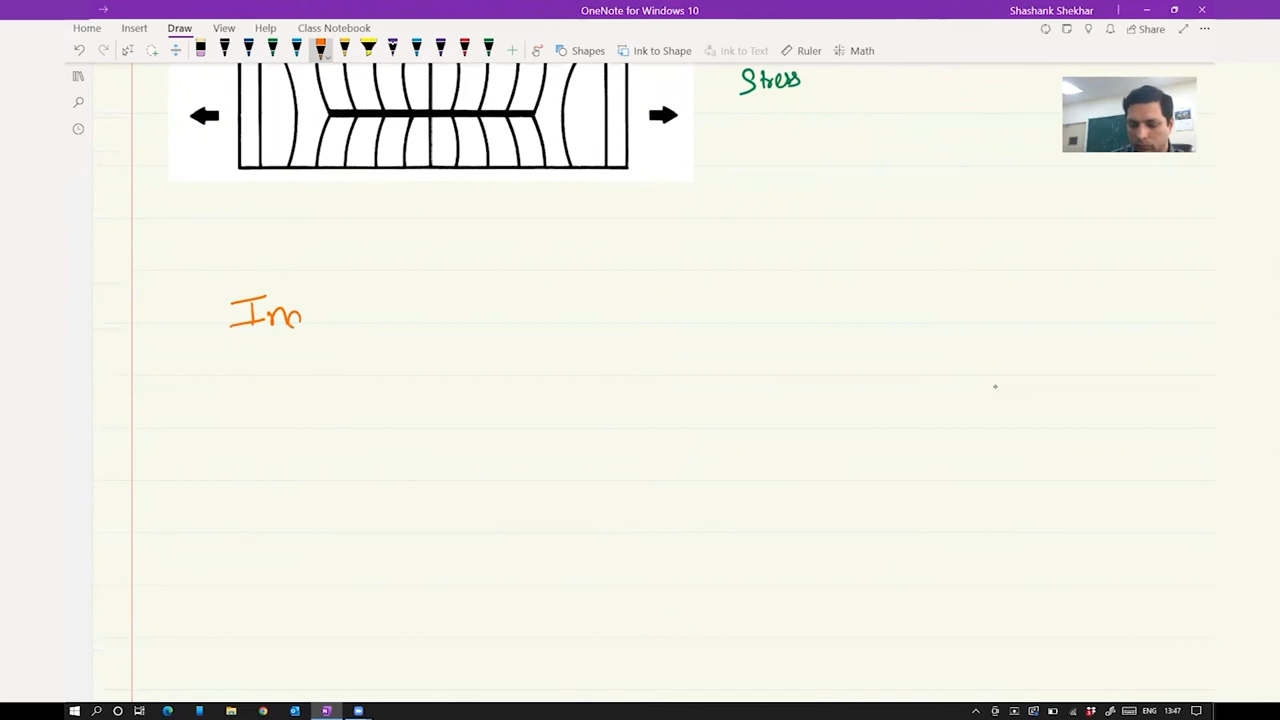 OneNote for Windows 10
Shashank Shekhar
Home Insert Draw View Help Class Notebook
Share
Shapes Ink to Shape Ink to Text Ruler Math
Stress
Im
ENG 13:47